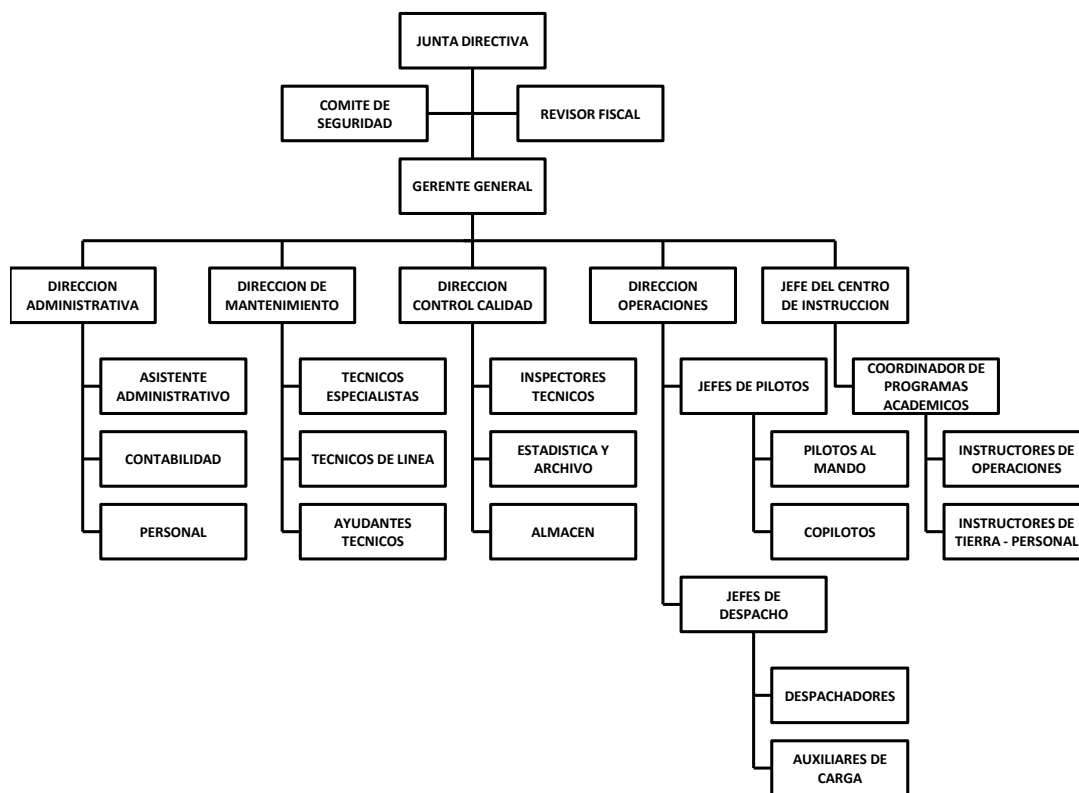 JUNTA DIRECTIVA
COMITE DE
SEGURIDAD
REVISOR FISCAL
GERENTE GENERAL
DIRECCION
ADMINISTRATIVA
DIRECCION DE
MANTENIMIENTO
DIRECCION
CONTROL CALIDAD
DIRECCION
OPERACIONES
JEFE DEL CENTRO
DE INSTRUCCION
ASISTENTE
ADMINISTRATIVO
TECNICOS
ESPECIALISTAS
INSPECTORES
TECNICOS
JEFES DE PILOTOS
COORDINADOR DE
PROGRAMAS
ACADEMICOS
CONTABILIDAD
TECNICOS DE LINEA
ESTADISTICA Y
ARCHIVO
PILOTOS AL
MANDO
INSTRUCTORES DE
OPERACIONES
PERSONAL
AYUDANTES
TECNICOS
ALMACEN
COPILOTOS
INSTRUCTORES DE
TIERRA - PERSONAL
JEFES DE
DESPACHO
DESPACHADORES
AUXILIARES DE
CARGA